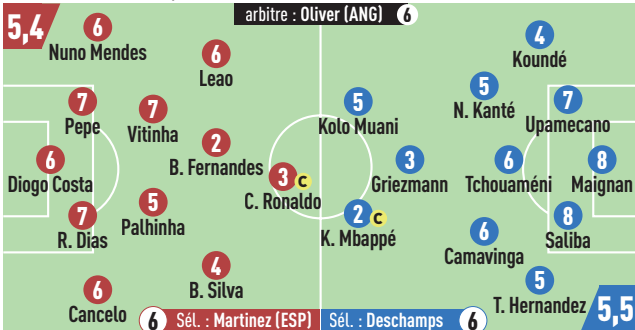 5,4
arbitre : Oliver (ANG) 6
6
Nuno Mendes
6
Leao
7
Pepe
7
Vitinha
2
B. Fernandes
6
Diogo Costa
3 C
C. Ronaldo
5
Palhinha
7
R. Dias
4
B. Silva
6
Cancelo
6 Sél. : Martinez (ESP)
4
Koundé
5
N. Kanté
7
Upamecano
5
Kolo Muani
3
Griezmann
6
Tchouaméni
8
Maignan
2 C
K. Mbappé
6
Camavinga
8
Saliba
5
T. Hernandez
Sél. : Deschamps 6
5,5